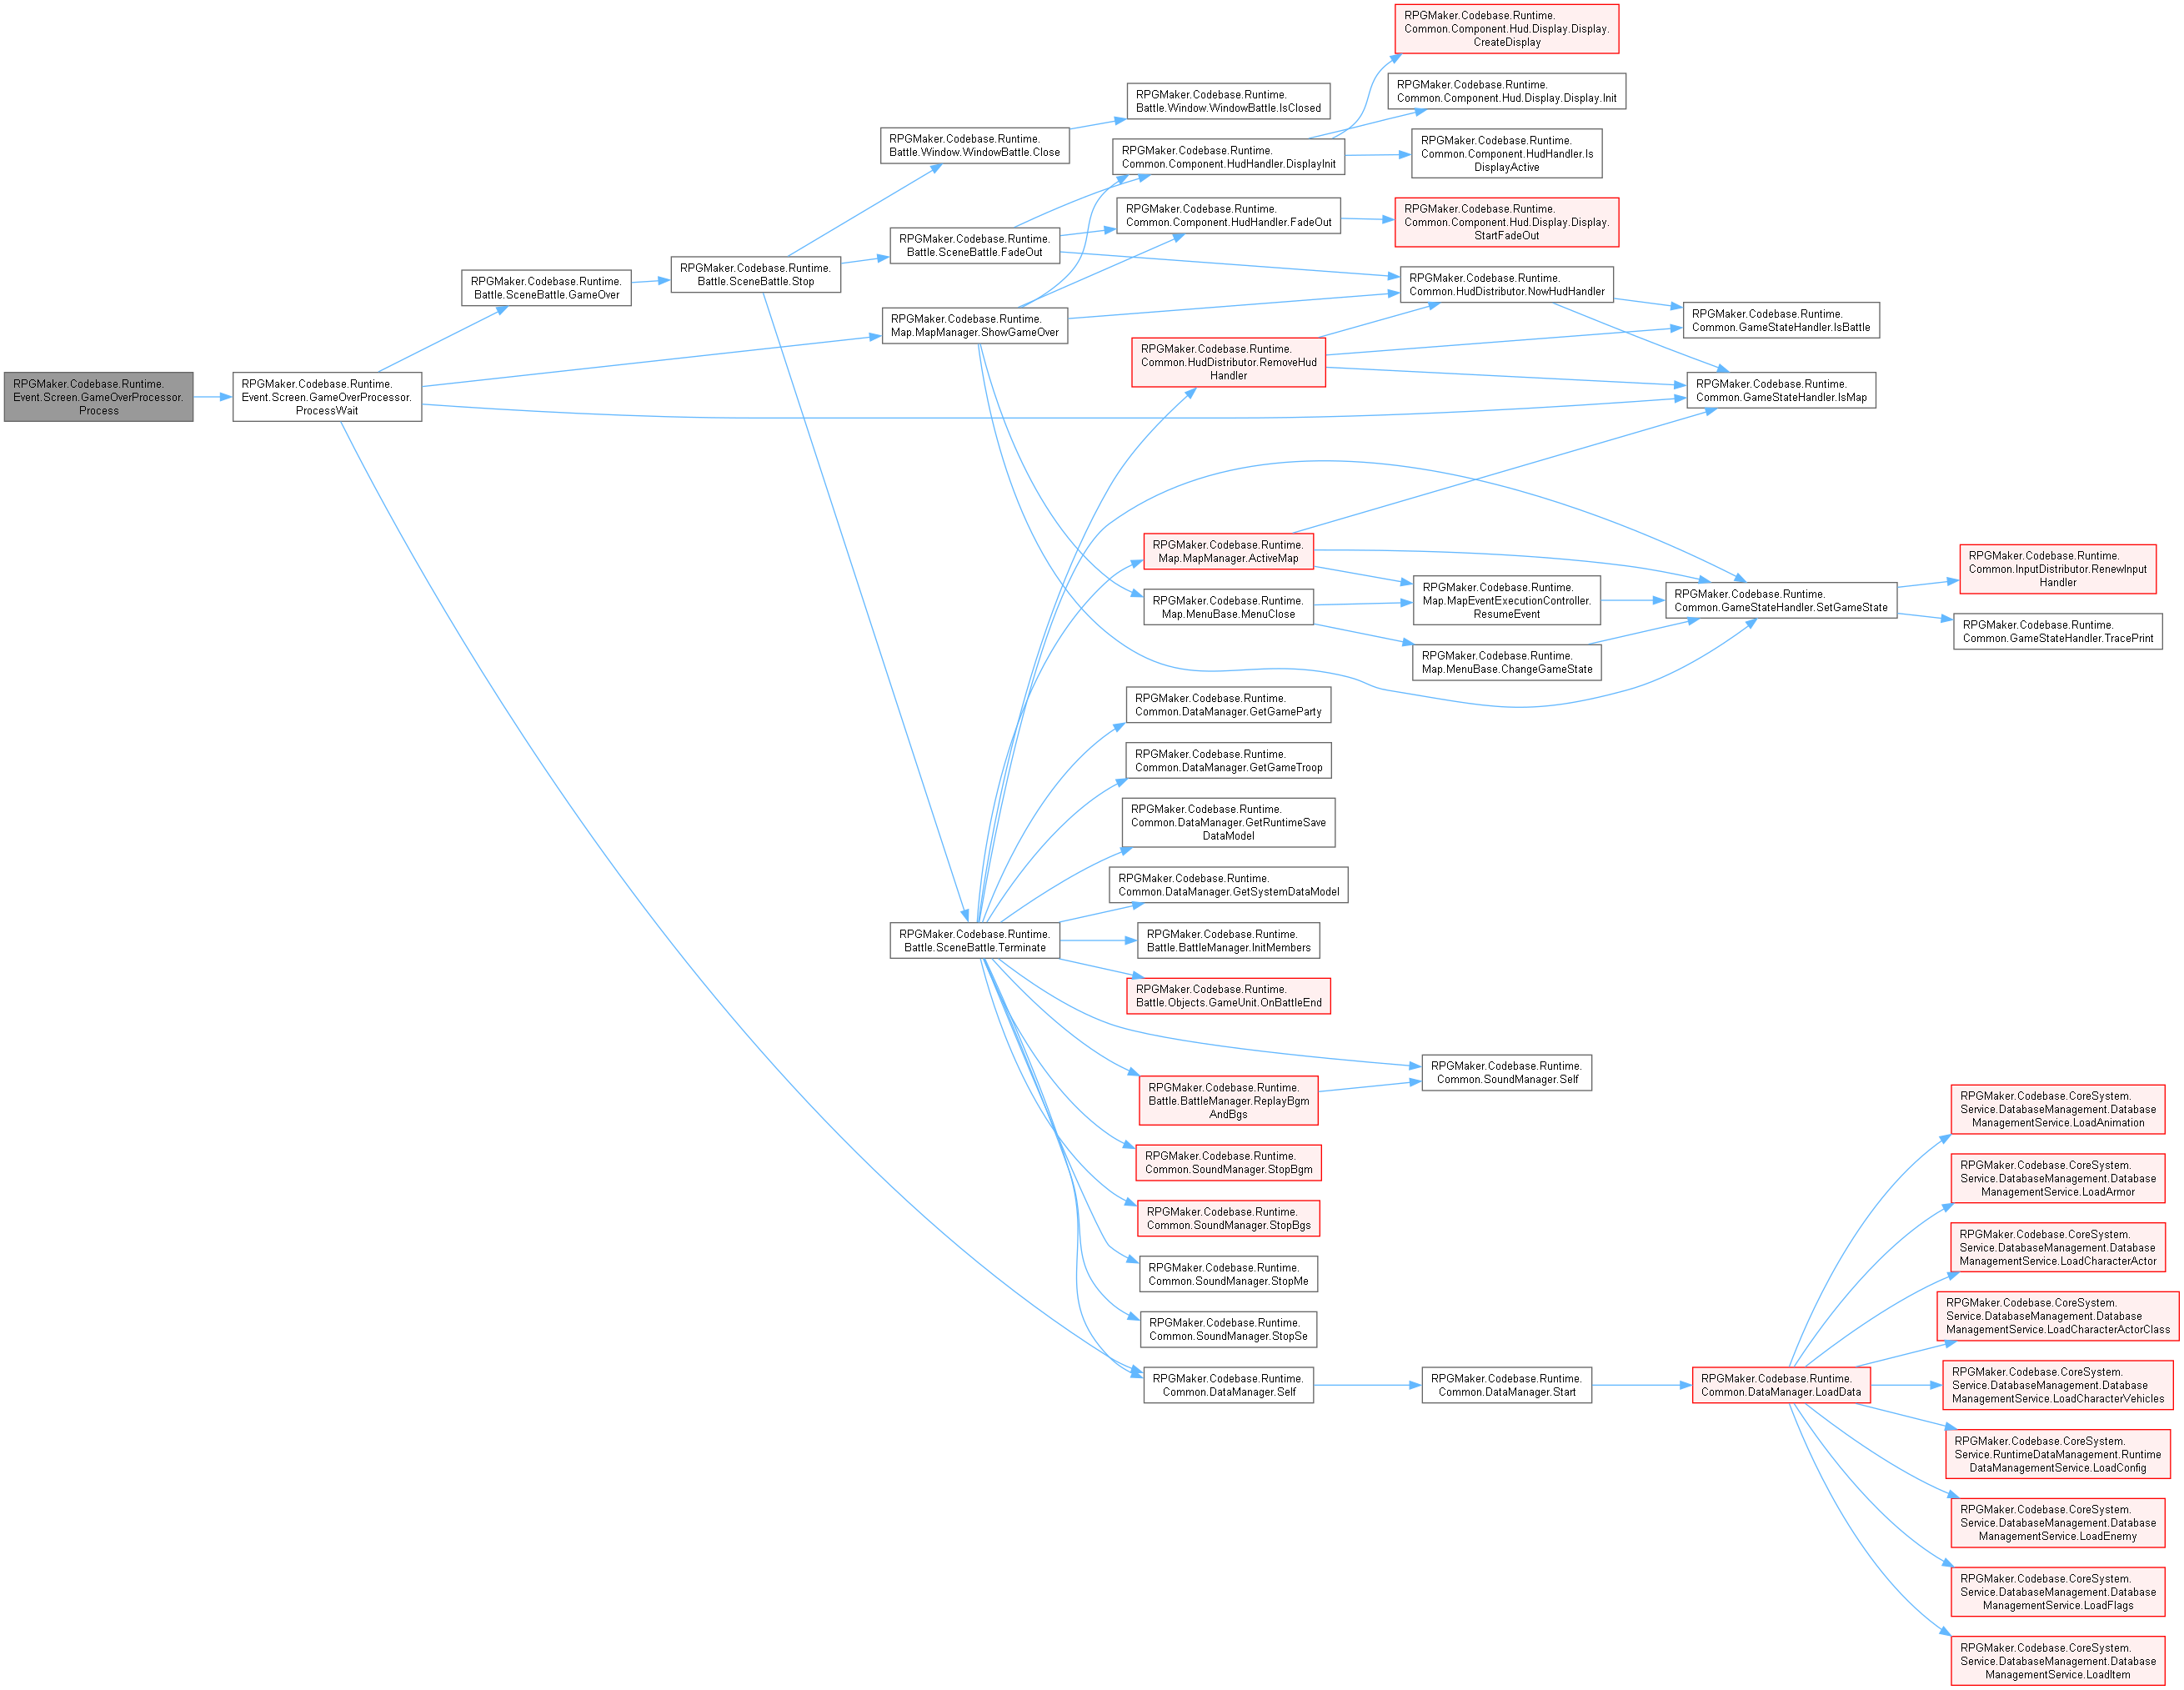 RPGMaker.Codebase.Runtime.
Event.Screen.GameOverProcessor.
Process
RPGMaker.Codebase.Runtime.
Event.Screen.GameOverProcessor.
ProcessWait
RPGMaker.Codebase.Runtime.
Battle.SceneBattle.GameOver
RPGMaker.Codebase.Runtime.
Battle.SceneBattle.Stop
RPGMaker.Codebase.Runtime.
Battle.Window.WindowBattle.Close
RPGMaker.Codebase.Runtime.
Battle.Window.WindowBattle.IsClosed
RPGMaker.Codebase.Runtime.
Battle.SceneBattle.FadeOut
RPGMaker.Codebase.Runtime.
Map.MapManager.ShowGameOver
RPGMaker.Codebase.Runtime.
Common.Component.HudHandler.DisplayInit
RPGMaker.Codebase.Runtime.
Common.Component.HudHandler.FadeOut
RPGMaker.Codebase.Runtime.
Common.Component.Hud.Display.Display.
CreateDisplay
RPGMaker.Codebase.Runtime.
Common.Component.Hud.Display.Display.Init
RPGMaker.Codebase.Runtime.
Common.Component.HudHandler.Is
DisplayActive
RPGMaker.Codebase.Runtime.
Common.Component.Hud.Display.Display.
StartFadeOut
RPGMaker.Codebase.Runtime.
Common.HudDistributor.NowHudHandler
RPGMaker.Codebase.Runtime.
Common.HudDistributor.RemoveHud
Handler
RPGMaker.Codebase.Runtime.
Common.GameStateHandler.IsBattle
RPGMaker.Codebase.Runtime.
Common.GameStateHandler.IsMap
RPGMaker.Codebase.Runtime.
Map.MapManager.ActiveMap
RPGMaker.Codebase.Runtime.
Map.MenuBase.MenuClose
RPGMaker.Codebase.Runtime.
Map.MapEventExecutionController.
ResumeEvent
RPGMaker.Codebase.Runtime.
Map.MenuBase.ChangeGameState
RPGMaker.Codebase.Runtime.
Common.GameStateHandler.SetGameState
RPGMaker.Codebase.Runtime.
Common.InputDistributor.RenewInput
Handler
RPGMaker.Codebase.Runtime.
Common.GameStateHandler.TracePrint
RPGMaker.Codebase.Runtime.
Battle.SceneBattle.Terminate
RPGMaker.Codebase.Runtime.
Common.DataManager.GetGameParty
RPGMaker.Codebase.Runtime.
Common.DataManager.GetGameTroop
RPGMaker.Codebase.Runtime.
Common.DataManager.GetRuntimeSave
DataModel
RPGMaker.Codebase.Runtime.
Common.DataManager.GetSystemDataModel
RPGMaker.Codebase.Runtime.
Battle.BattleManager.InitMembers
RPGMaker.Codebase.Runtime.
Battle.Objects.GameUnit.OnBattleEnd
RPGMaker.Codebase.Runtime.
Battle.BattleManager.ReplayBgm
AndBgs
RPGMaker.Codebase.Runtime.
Common.SoundManager.Self
RPGMaker.Codebase.Runtime.
Common.SoundManager.StopBgm
RPGMaker.Codebase.Runtime.
Common.SoundManager.StopBgs
RPGMaker.Codebase.Runtime.
Common.SoundManager.StopMe
RPGMaker.Codebase.Runtime.
Common.SoundManager.StopSe
RPGMaker.Codebase.Runtime.
Common.DataManager.Self
RPGMaker.Codebase.Runtime.
Common.DataManager.Start
RPGMaker.Codebase.Runtime.
Common.DataManager.LoadData
RPGMaker.Codebase.CoreSystem.
Service.DatabaseManagement.Database
ManagementService.LoadAnimation
RPGMaker.Codebase.CoreSystem.
Service.DatabaseManagement.Database
ManagementService.LoadArmor
RPGMaker.Codebase.CoreSystem.
Service.DatabaseManagement.Database
ManagementService.LoadCharacterActor
RPGMaker.Codebase.CoreSystem.
Service.DatabaseManagement.Database
ManagementService.LoadCharacterActorClass
RPGMaker.Codebase.CoreSystem.
Service.DatabaseManagement.Database
ManagementService.LoadCharacterVehicles
RPGMaker.Codebase.CoreSystem.
Service.RuntimeDataManagement.Runtime
DataManagementService.LoadConfig
RPGMaker.Codebase.CoreSystem.
Service.DatabaseManagement.Database
ManagementService.LoadEnemy
RPGMaker.Codebase.CoreSystem.
Service.DatabaseManagement.Database
ManagementService.LoadFlags
RPGMaker.Codebase.CoreSystem.
Service.DatabaseManagement.Database
ManagementService.LoadItem